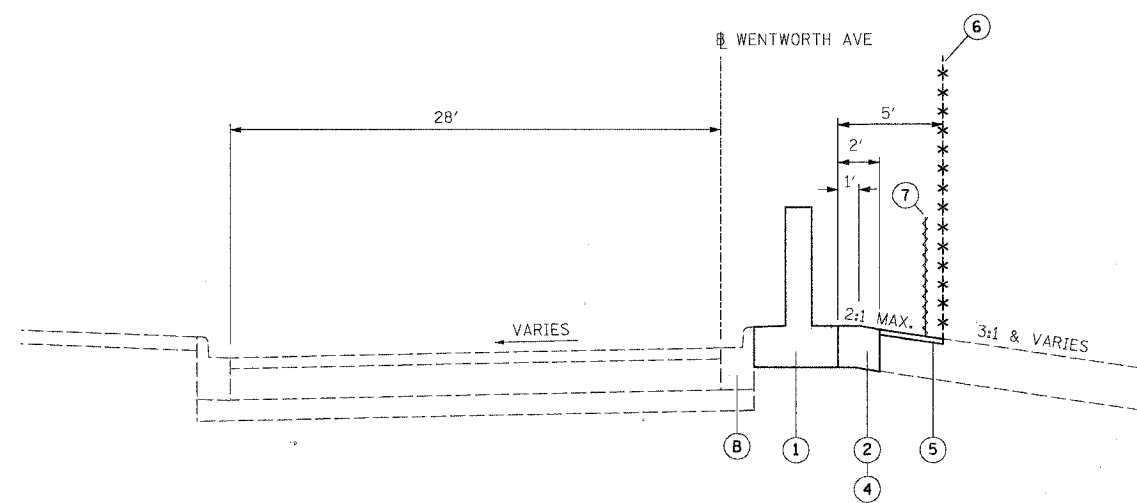 ⅊ WENTWORTH AVE
6
28'
5'
2'
1'
7
2:1 MAX.
3:1 & VARIES
VARIES
B
1
2
5
4